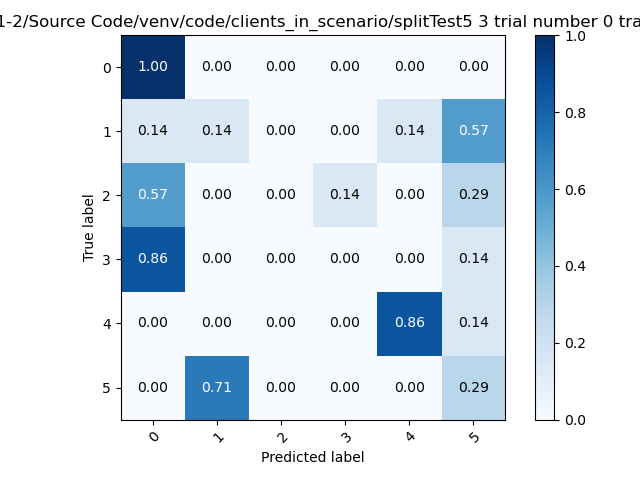 1-2/Source Code/venv/code/clients_in_scenario/splitTest5 3 trial number 0 tra
0 1.00 0.00 0.00 0.00 0.00 0.00
1 0.14 0.14 0.00 0.00 0.14 0.57
2 0.57 0.00 0.00 0.14 0.00 0.29
3 0.86 0.00 0.00 0.00 0.00 0.14
4 0.00 0.00 0.00 0.00 0.86 0.14
5 0.00 0.71 0.00 0.00 0.00 0.29
0 1 2 3 4 5
True label
Predicted label
1.0
0.8
0.6
0.4
0.2
0.0